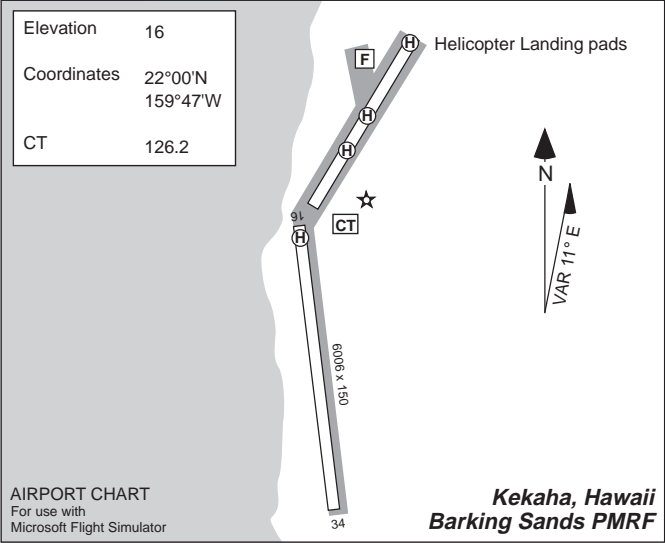 Elevation 16
Coordinates 22°00'N
159°47'W
CT 126.2
H Helicopter Landing pads
F
H
H
16
CT
H
N
VAR 11° E
6006 x 150
34
AIRPORT CHART
For use with
Microsoft Flight Simulator
Kekaha, Hawaii
Barking Sands PMRF